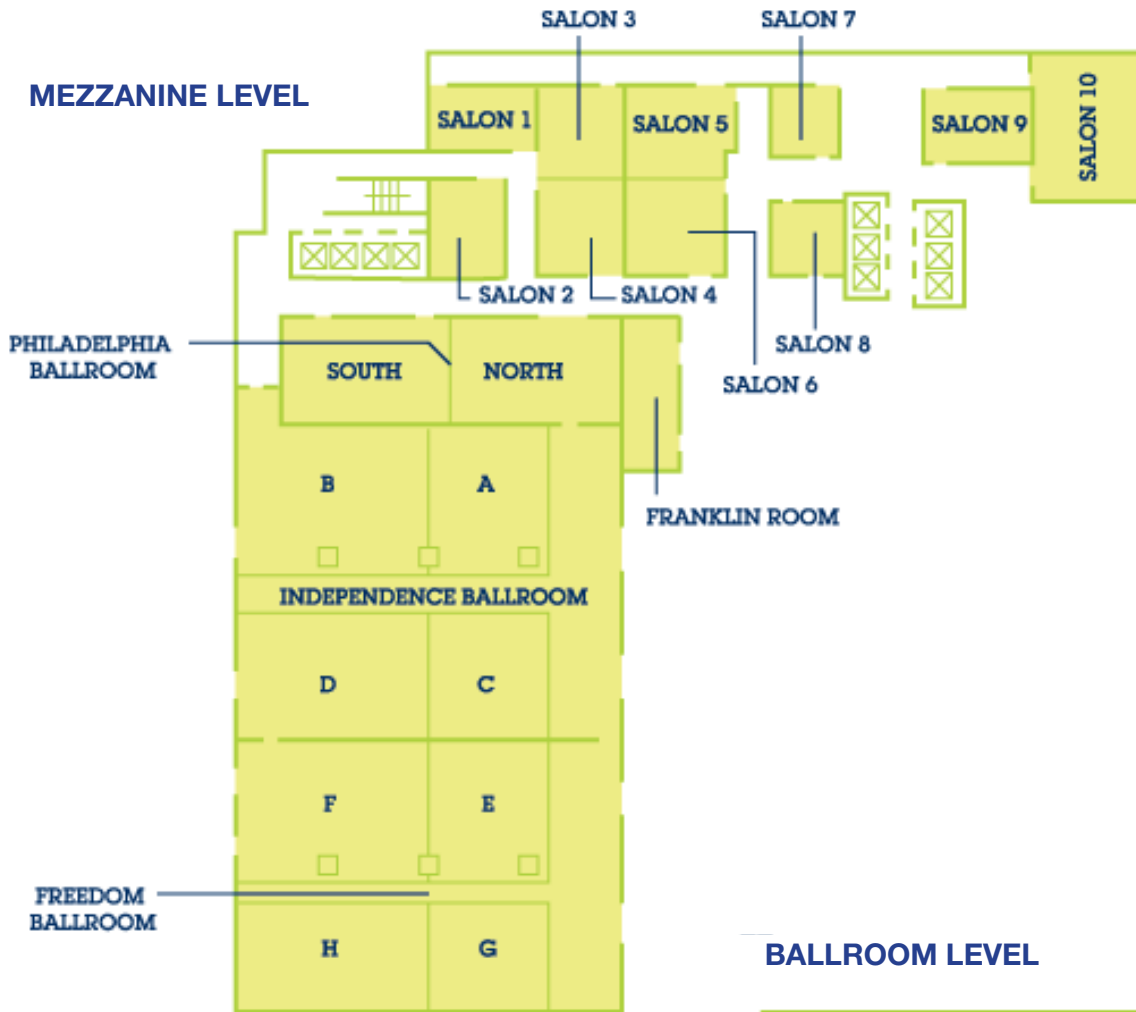 SALON 3
SALON 7
MEZZANINE LEVEL
SALON 1
SALON 5
SALON 9
SALON 10
SALON 2
SALON 4
SALON 8
SALON 6
PHILADELPHIA
BALLROOM
SOUTH
NORTH
B
A
FRANKLIN ROOM
INDEPENDENCE BALLROOM
D
C
F
E
FREEDOM
BALLROOM
H
G
BALLROOM LEVEL